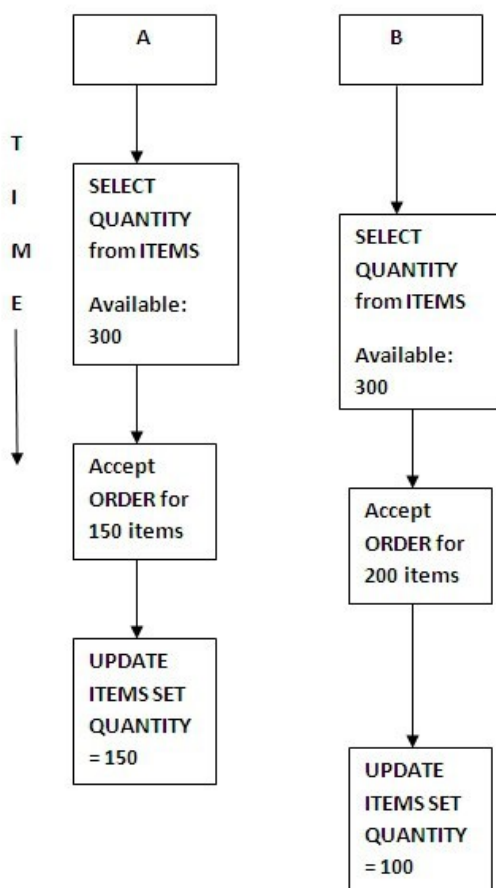 A
B
T
I
M
E
SELECT
QUANTITY
from ITEMS
Available:
300
SELECT
QUANTITY
from ITEMS
Available:
300
Accept
ORDER for
150 items
Accept
ORDER for
200 items
UPDATE
ITEMS SET
QUANTITY
= 150
UPDATE
ITEMS SET
QUANTITY
= 100